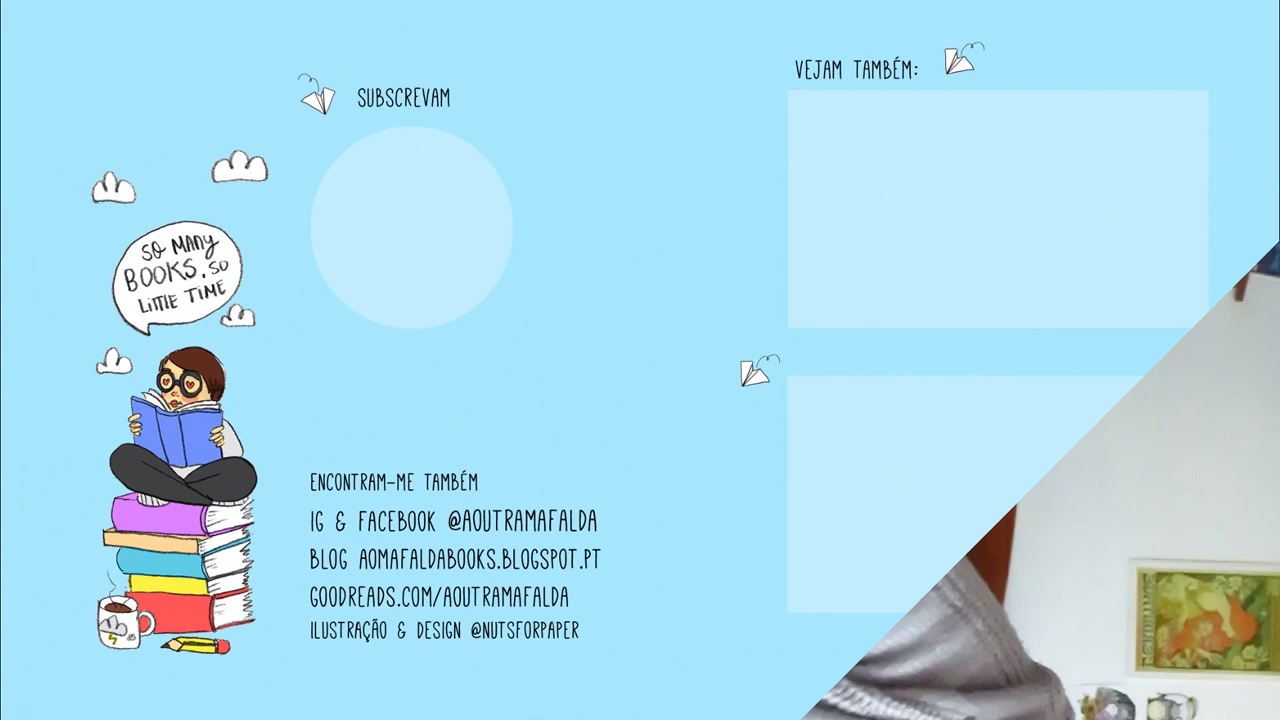 SUBSCREVAM
VEJAM TAMBÉM:
SO MANY
BOOKS, SO
LITTLE TIME
ENCONTRAM-ME TAMBÉM
IG & FACEBOOK @AOUTRAMAFALDA
BLOG AOMAFALDABOOKS.BLOGSPOT.PT
GOODREADS.COM/AOUTRAMAFALDA
ILUSTRAÇÃO & DESIGN @NUTSFORPAPER